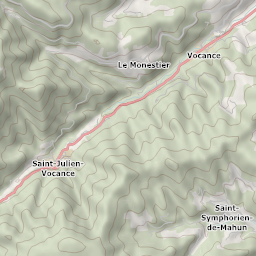 Vocance
Le Monestier
Saint-Julien-
Vocance
Saint-
Symphorien-
de-Mahun